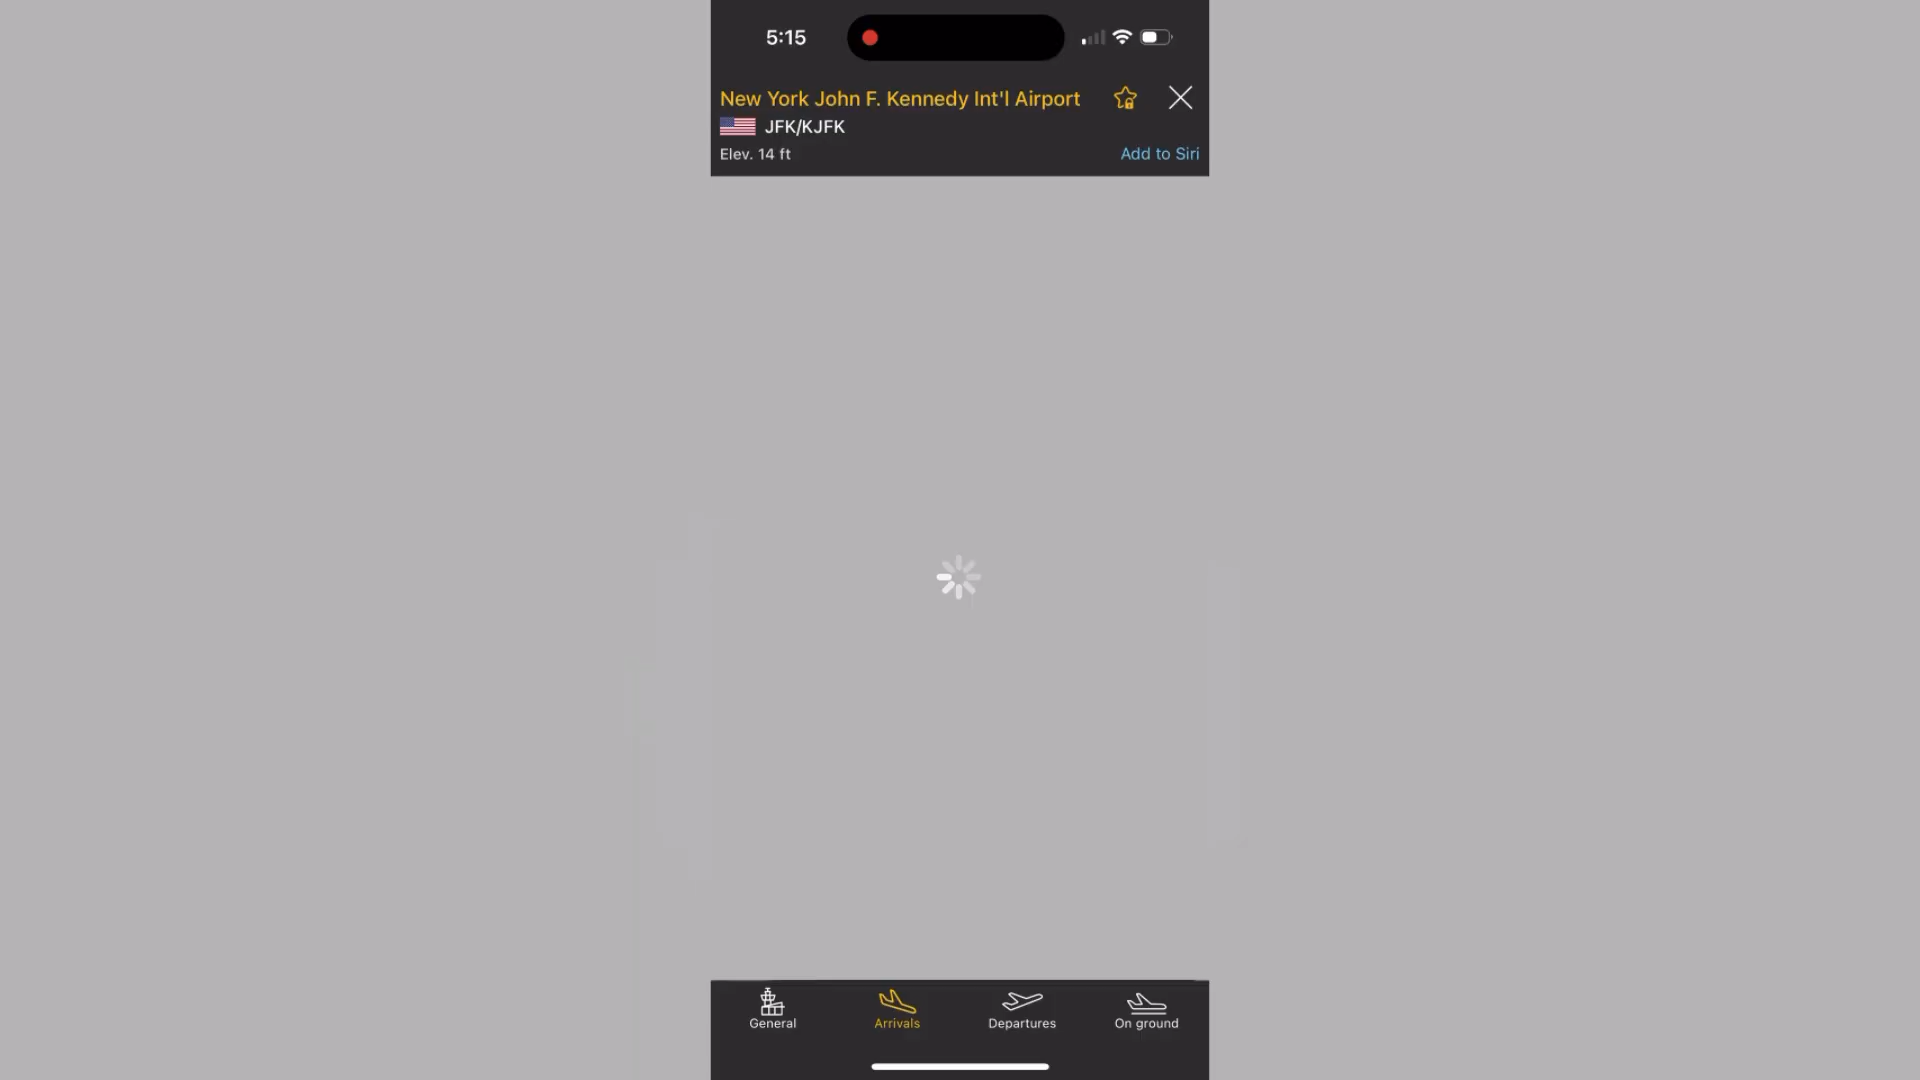 5:15
New York John F. Kennedy Int'l Airport
JFK/KJFK
Elev. 14 ft
Add to Siri
General
Arrivals
Departures
On ground